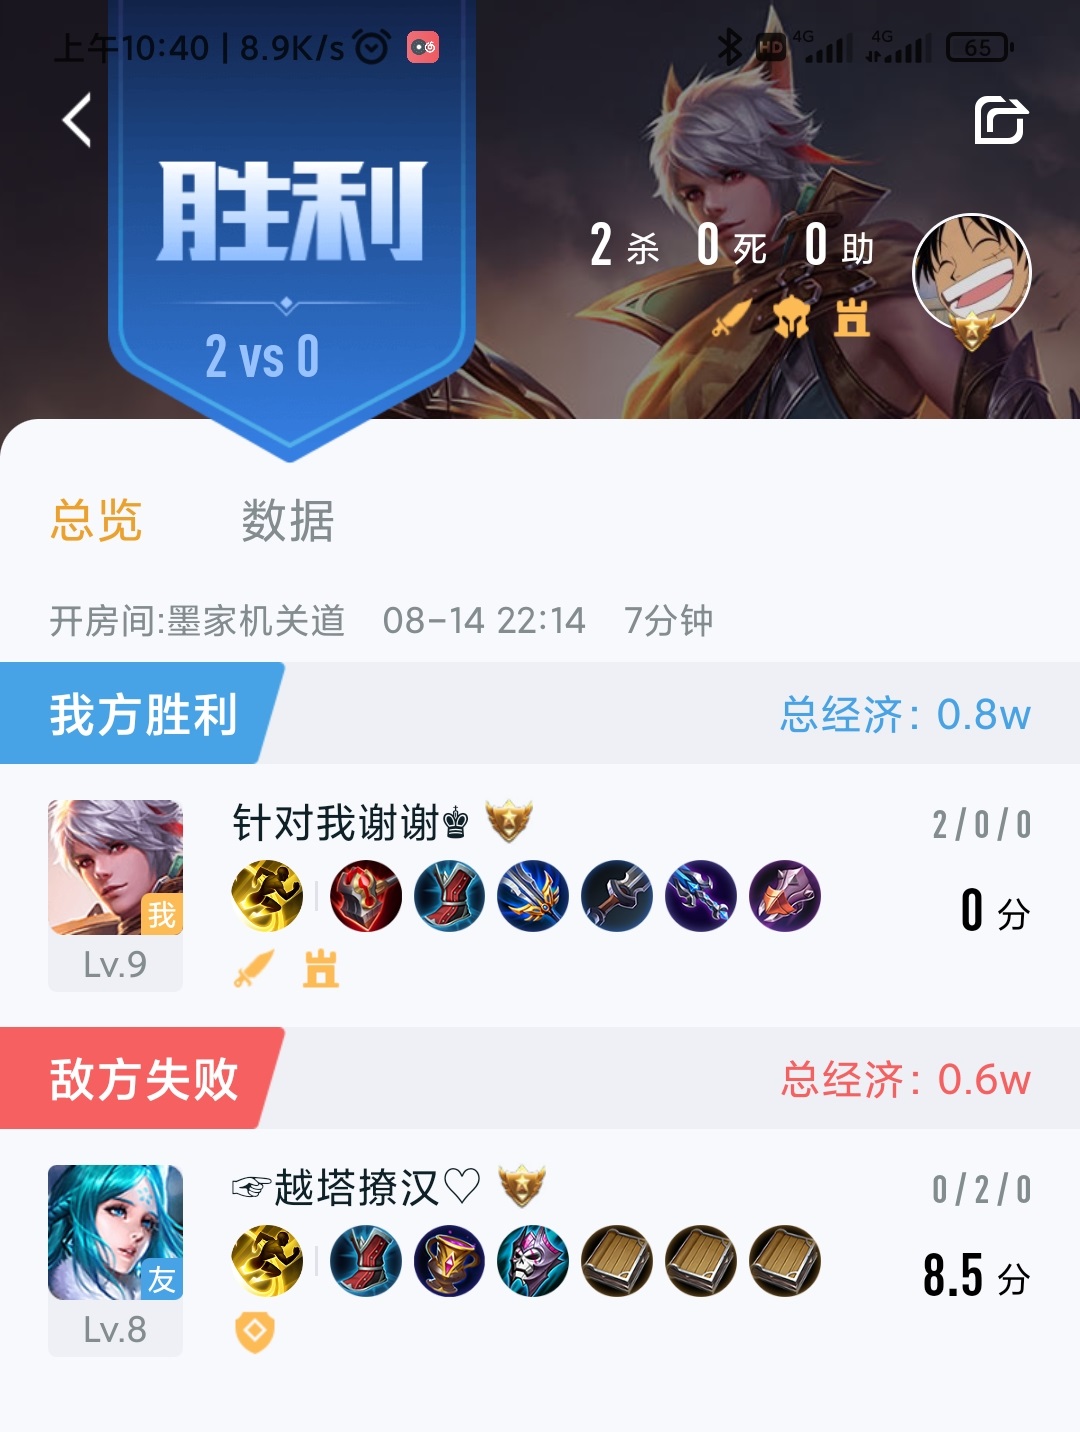 上午10:40 | 8.9K/s
HD 4G 4G 65
胜利
2杀 0死 0助
2 vs 0
总览 数据
开房间:墨家机关道 08-14 22:14 7分钟
我方胜利 总经济: 0.8w
针对我谢谢♚ 2/0/0
我 0分
Lv.9
敌方失败 总经济: 0.6w
☞越塔撩汉♡ 0/2/0
友 8.5分
Lv.8